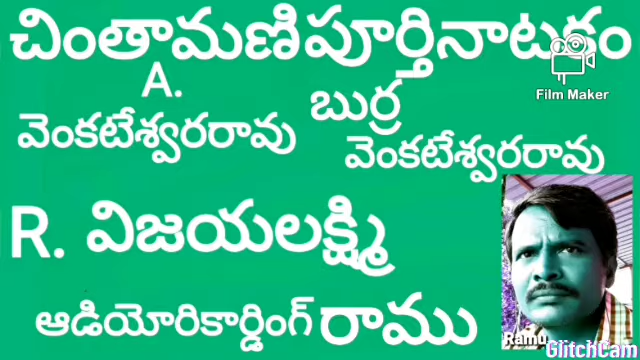 చింతామణి పూర్తి నాటకం
Film Maker
A.
వెంకటేశ్వరరావు
బుర్ర
వెంకటేశ్వరరావు
R. విజయలక్ష్మి
ఆడియోరికార్డింగ్ రాము
Ramu
GlitchCam